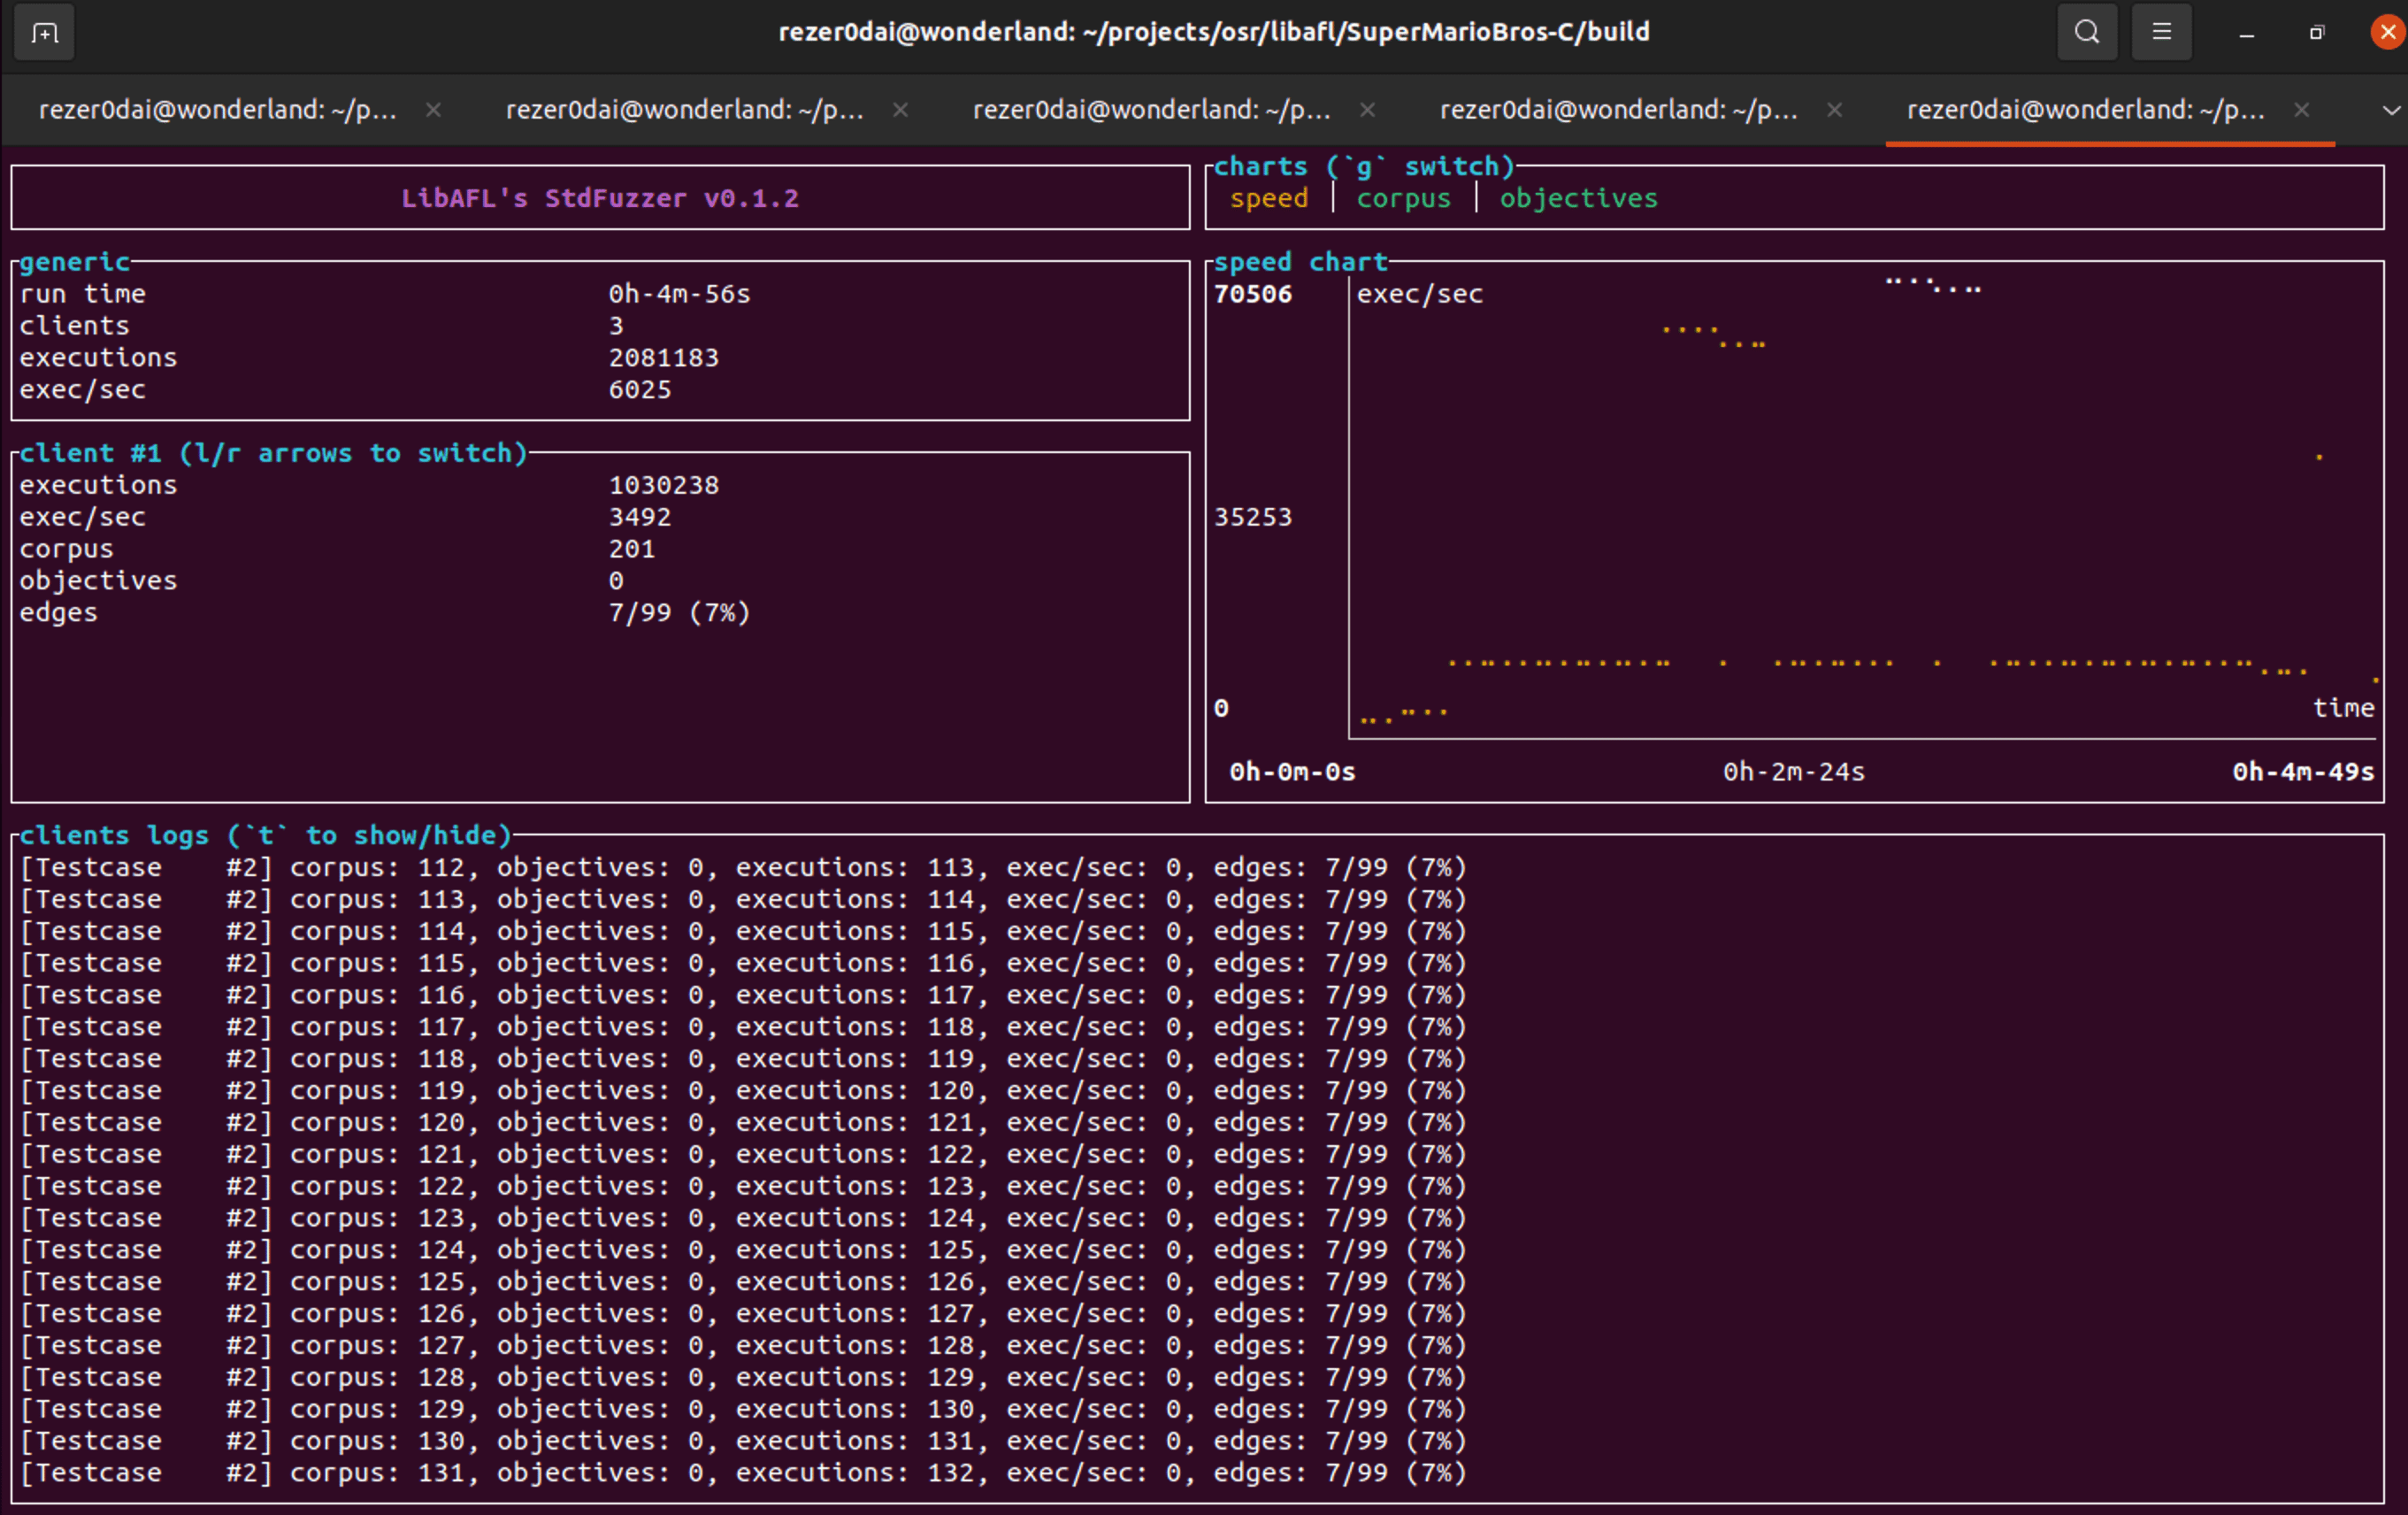 rezer0dai@wonderland: ~/projects/osr/libafl/SuperMarioBros-C/build
rezer0dai@wonderland: ~/p... × rezer0dai@wonderland: ~/p... × rezer0dai@wonderland: ~/p... × rezer0dai@wonderland: ~/p... × rezer0dai@wonderland: ~/p... ×
LibAFL's StdFuzzer v0.1.2
charts (`g` switch)
speed | corpus | objectives
generic
run time 0h-4m-56s
clients 3
executions 2081183
exec/sec 6025
client #1 (l/r arrows to switch)
executions 1030238
exec/sec 3492
corpus 201
objectives 0
edges 7/99 (7%)
speed chart
70506 exec/sec
35253
0 time
0h-0m-0s 0h-2m-24s 0h-4m-49s
clients logs (`t` to show/hide)
[Testcase    #2] corpus: 112, objectives: 0, executions: 113, exec/sec: 0, edges: 7/99 (7%)
[Testcase    #2] corpus: 113, objectives: 0, executions: 114, exec/sec: 0, edges: 7/99 (7%)
[Testcase    #2] corpus: 114, objectives: 0, executions: 115, exec/sec: 0, edges: 7/99 (7%)
[Testcase    #2] corpus: 115, objectives: 0, executions: 116, exec/sec: 0, edges: 7/99 (7%)
[Testcase    #2] corpus: 116, objectives: 0, executions: 117, exec/sec: 0, edges: 7/99 (7%)
[Testcase    #2] corpus: 117, objectives: 0, executions: 118, exec/sec: 0, edges: 7/99 (7%)
[Testcase    #2] corpus: 118, objectives: 0, executions: 119, exec/sec: 0, edges: 7/99 (7%)
[Testcase    #2] corpus: 119, objectives: 0, executions: 120, exec/sec: 0, edges: 7/99 (7%)
[Testcase    #2] corpus: 120, objectives: 0, executions: 121, exec/sec: 0, edges: 7/99 (7%)
[Testcase    #2] corpus: 121, objectives: 0, executions: 122, exec/sec: 0, edges: 7/99 (7%)
[Testcase    #2] corpus: 122, objectives: 0, executions: 123, exec/sec: 0, edges: 7/99 (7%)
[Testcase    #2] corpus: 123, objectives: 0, executions: 124, exec/sec: 0, edges: 7/99 (7%)
[Testcase    #2] corpus: 124, objectives: 0, executions: 125, exec/sec: 0, edges: 7/99 (7%)
[Testcase    #2] corpus: 125, objectives: 0, executions: 126, exec/sec: 0, edges: 7/99 (7%)
[Testcase    #2] corpus: 126, objectives: 0, executions: 127, exec/sec: 0, edges: 7/99 (7%)
[Testcase    #2] corpus: 127, objectives: 0, executions: 128, exec/sec: 0, edges: 7/99 (7%)
[Testcase    #2] corpus: 128, objectives: 0, executions: 129, exec/sec: 0, edges: 7/99 (7%)
[Testcase    #2] corpus: 129, objectives: 0, executions: 130, exec/sec: 0, edges: 7/99 (7%)
[Testcase    #2] corpus: 130, objectives: 0, executions: 131, exec/sec: 0, edges: 7/99 (7%)
[Testcase    #2] corpus: 131, objectives: 0, executions: 132, exec/sec: 0, edges: 7/99 (7%)